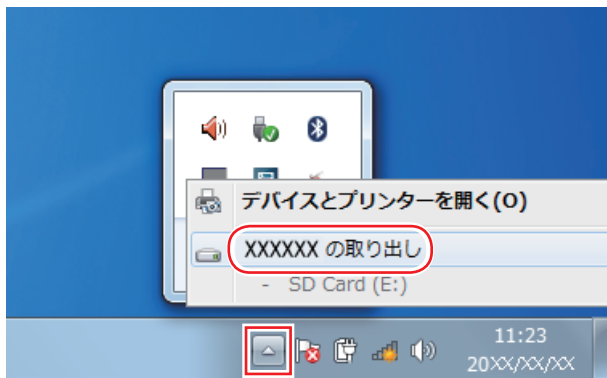 デバイスとプリンターを開く(O)
XXXXXX の取り出し
- SD Card (E:)
11:23
20XX/XX/XX